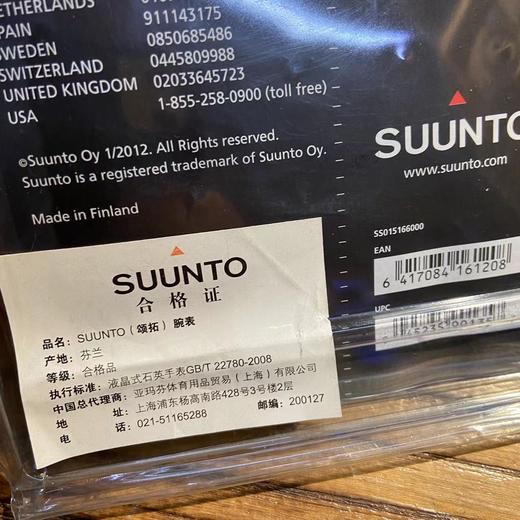 NETHERLANDS
SPAIN
911143175
SWEDEN
0850685486
SWITZERLAND
0445809988
UNITED KINGDOM
02033645723
USA
1-855-258-0900 (toll free)
©Suunto Oy 1/2012. All Rights reserved.
Suunto is a registered trademark of Suunto Oy.
Made in Finland
SUUNTO
www.suunto.com
SS015166000
EAN
6 417084 161208
UPC
SUUNTO
合格证
品名：SUUNTO（颂拓）腕表
产地：芬兰
等级：合格品
执行标准：液晶式石英手表GB/T 22780-2008
中国总代理商：亚玛芬体育用品贸易（上海）有限公司
地址：上海浦东杨高南路428号3号楼2层
电话：021-51165288 邮编：200127